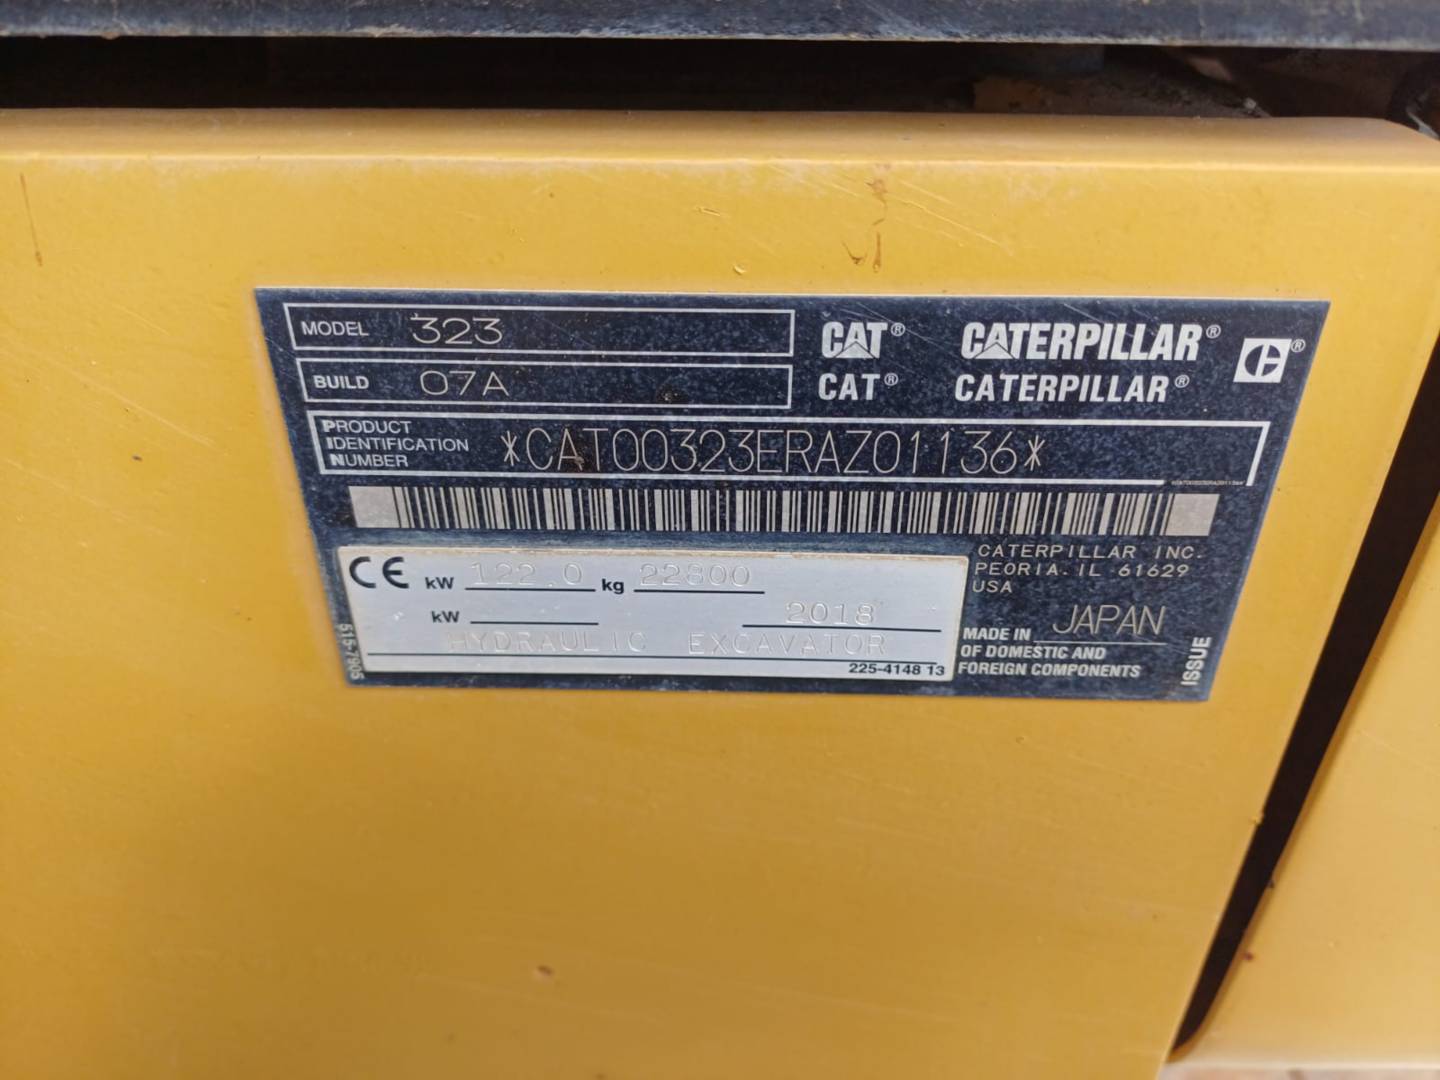 MODEL 323
BUILD 07A
CAT® CATERPILLAR® ®
CAT® CATERPILLAR®
PRODUCT IDENTIFICATION NUMBER *CAT00323ERAZ01136*
CE kW 122.0 kg 22800
kW 2018
HYDRAULIC EXCAVATOR
225-4148 13
515-7905
CATERPILLAR INC.
PEORIA. IL 61629
USA
MADE IN JAPAN
OF DOMESTIC AND
FOREIGN COMPONENTS
ISSUE